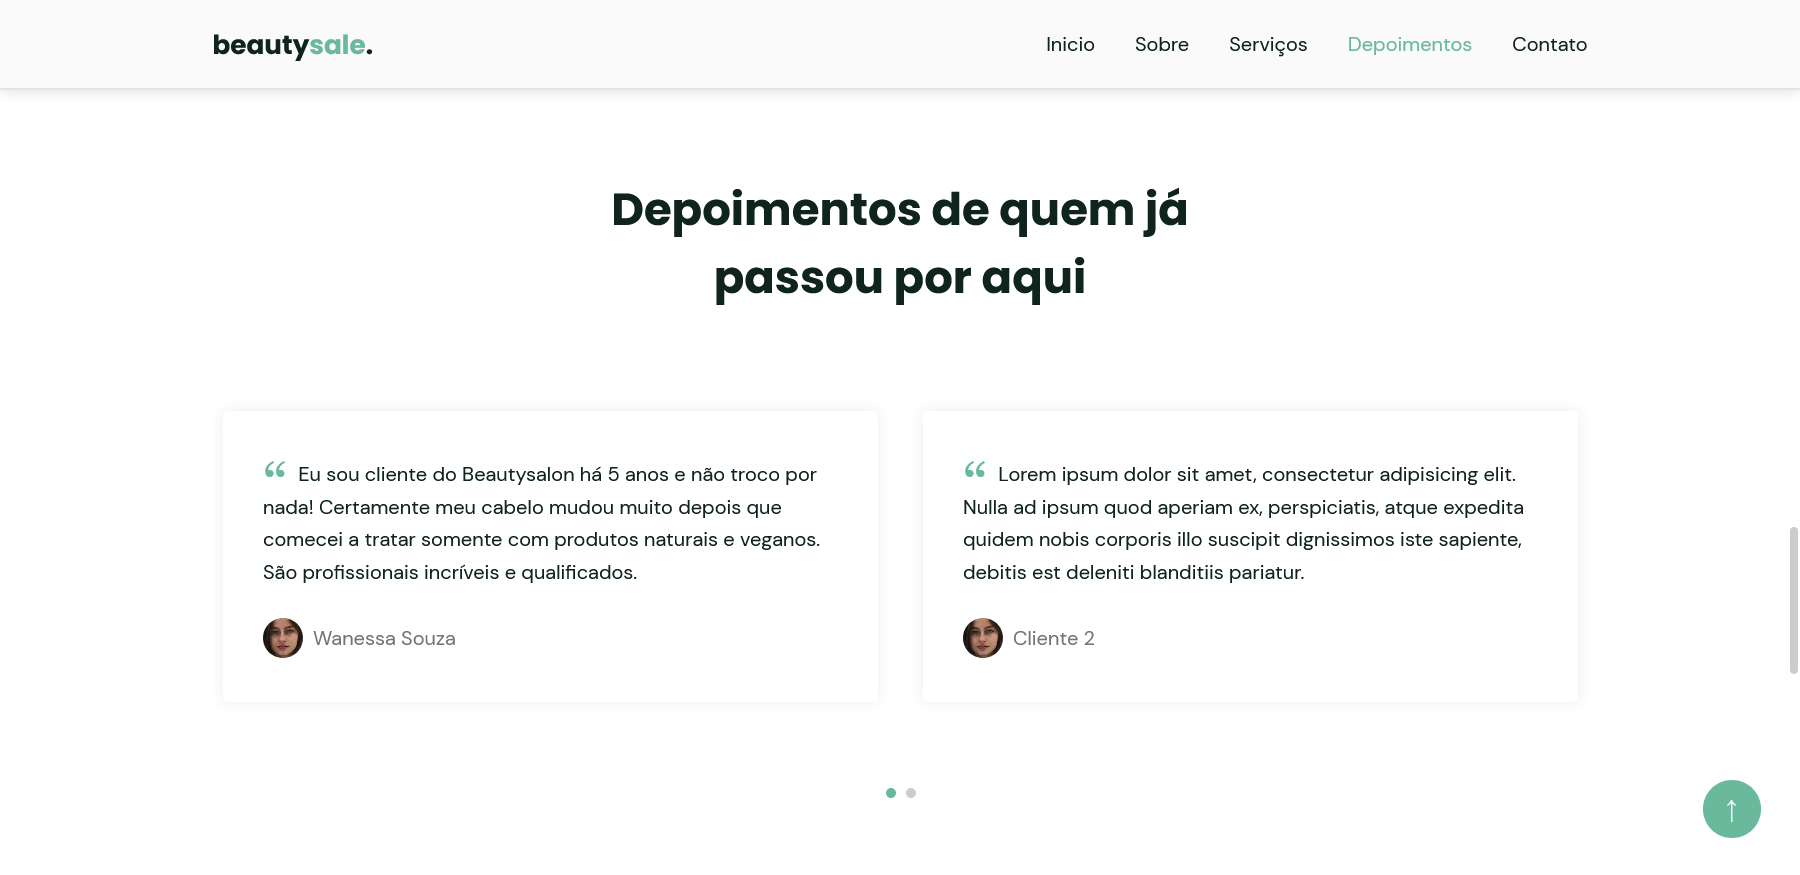 beautysale.
Inicio Sobre Serviços Depoimentos Contato
Depoimentos de quem já
passou por aqui
“ Eu sou cliente do Beautysalon há 5 anos e não troco por
nada! Certamente meu cabelo mudou muito depois que
comecei a tratar somente com produtos naturais e veganos.
São profissionais incríveis e qualificados.
Wanessa Souza
“ Lorem ipsum dolor sit amet, consectetur adipisicing elit.
Nulla ad ipsum quod aperiam ex, perspiciatis, atque expedita
quidem nobis corporis illo suscipit dignissimos iste sapiente,
debitis est deleniti blanditiis pariatur.
Cliente 2